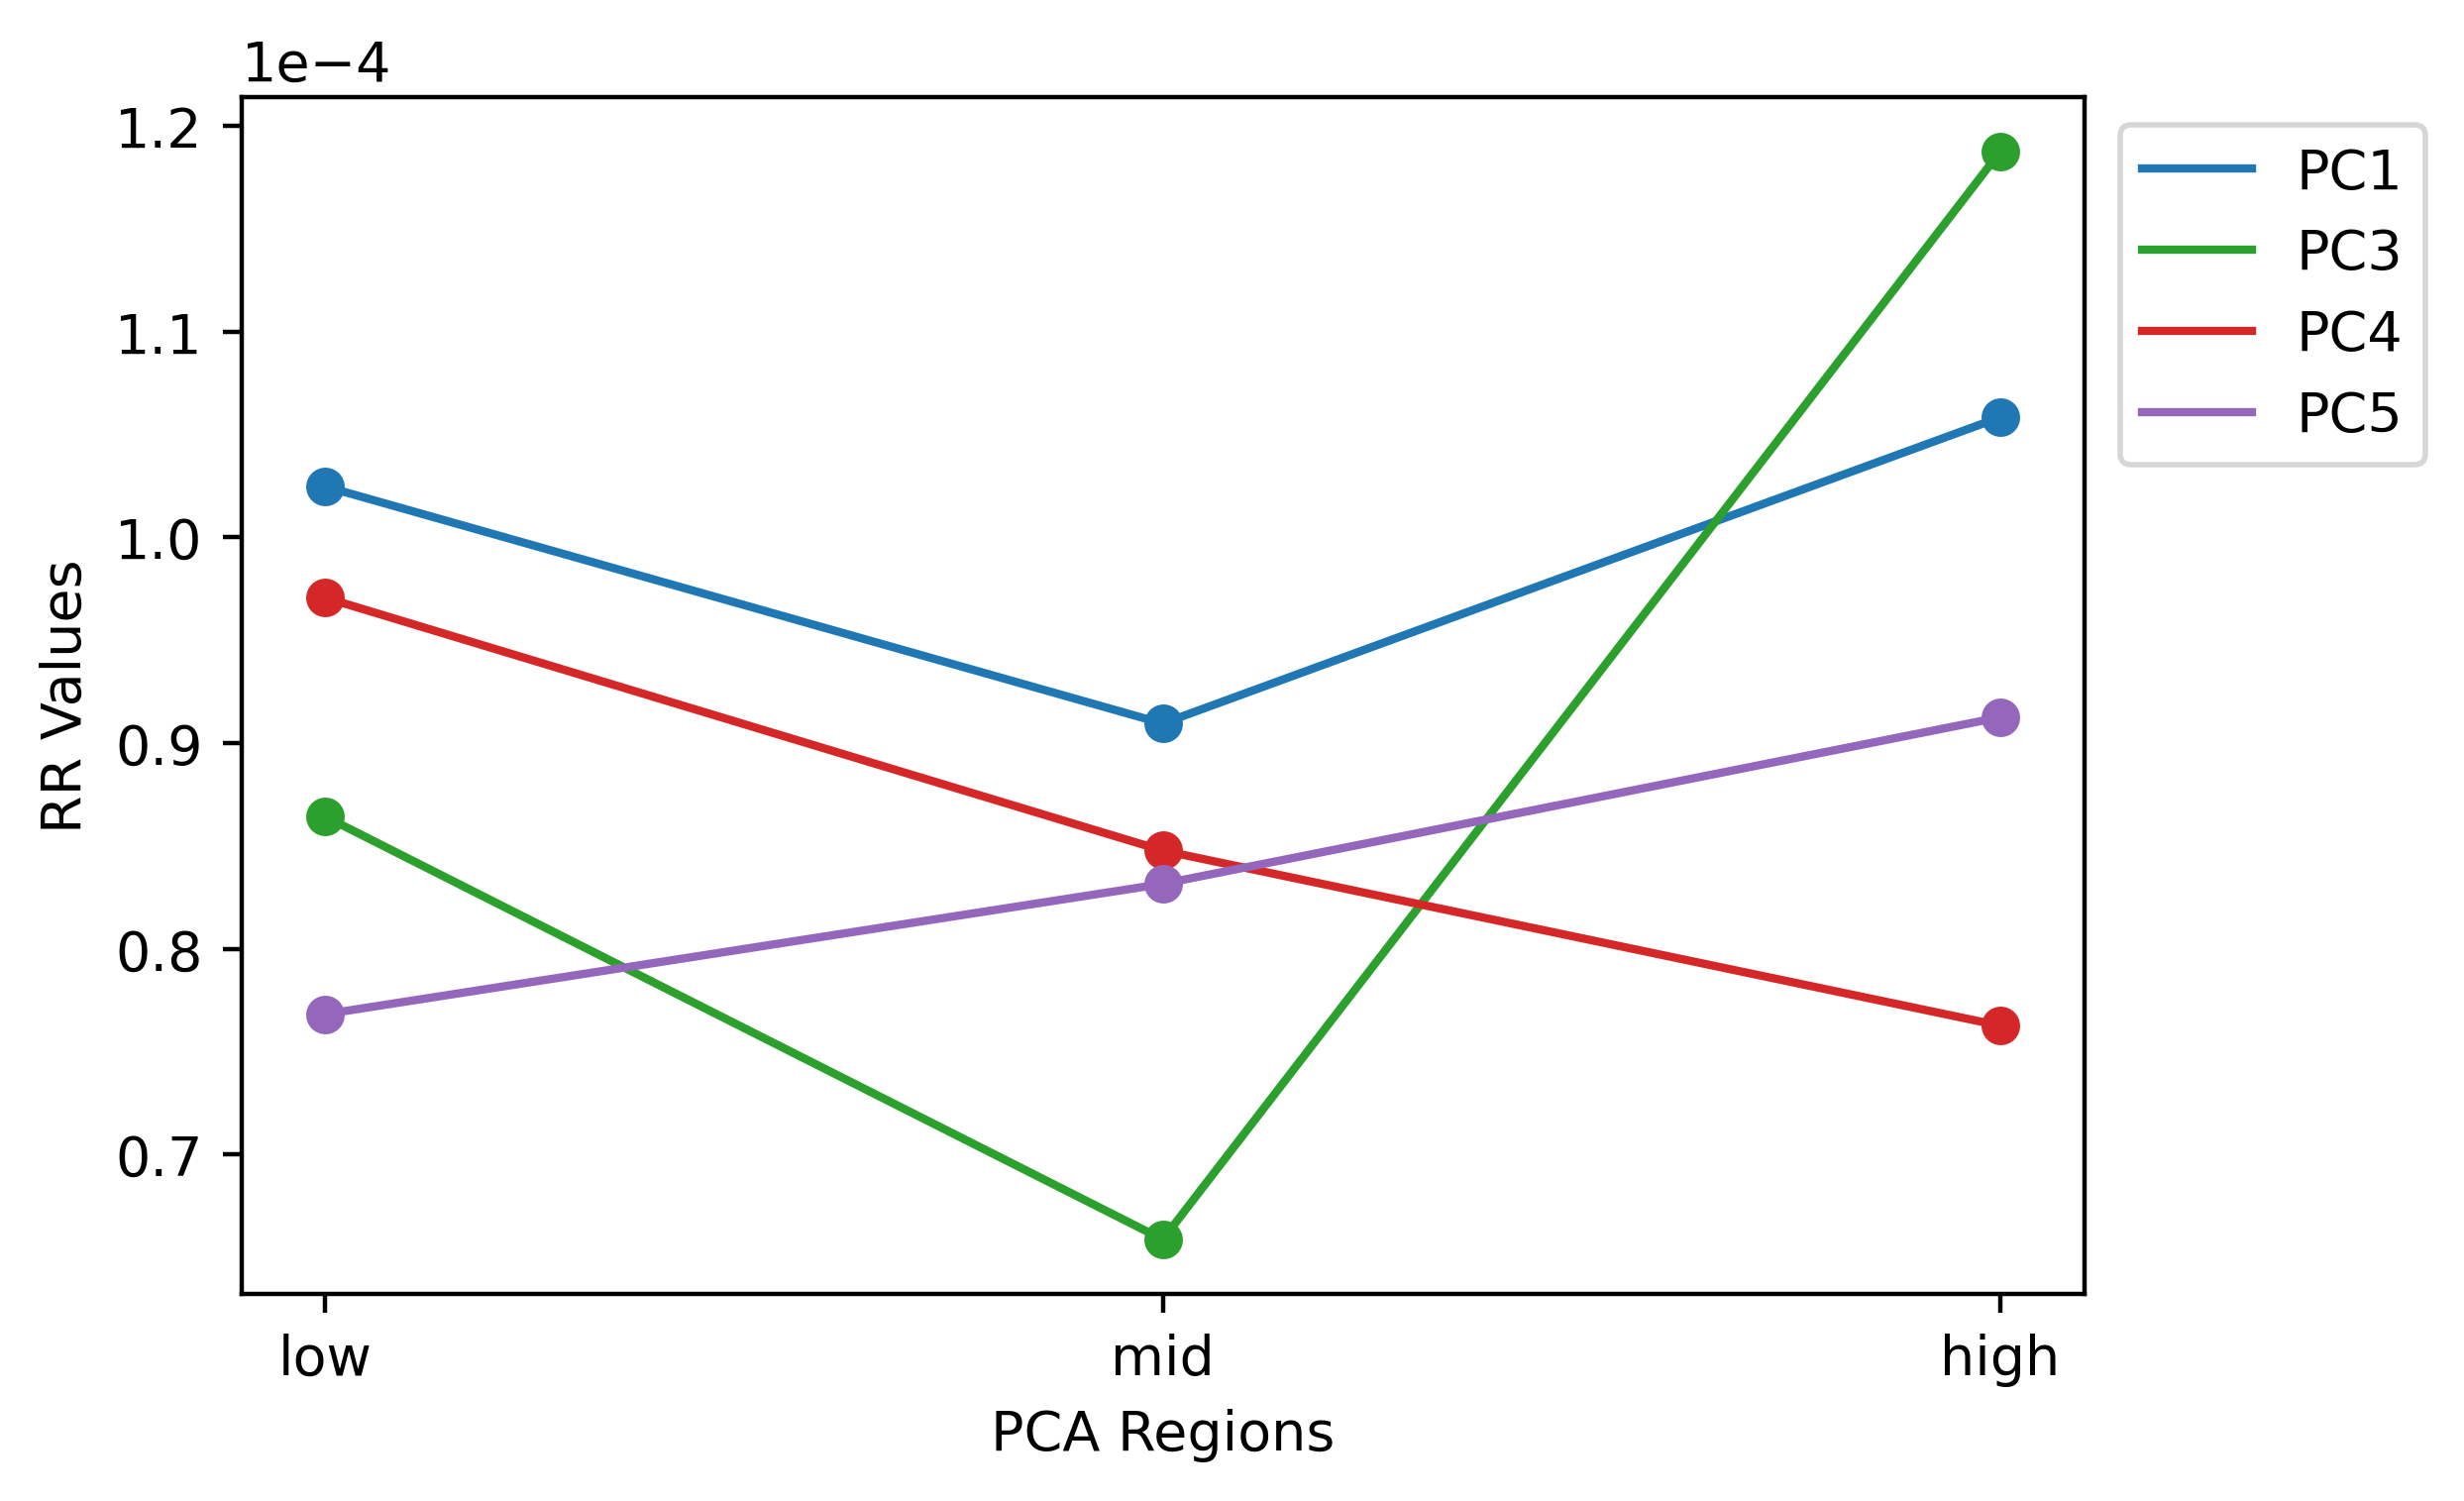 1e−4
1.2
1.1
1.0
0.9
0.8
0.7
RR Values
low
mid
high
PCA Regions
PC1
PC3
PC4
PC5